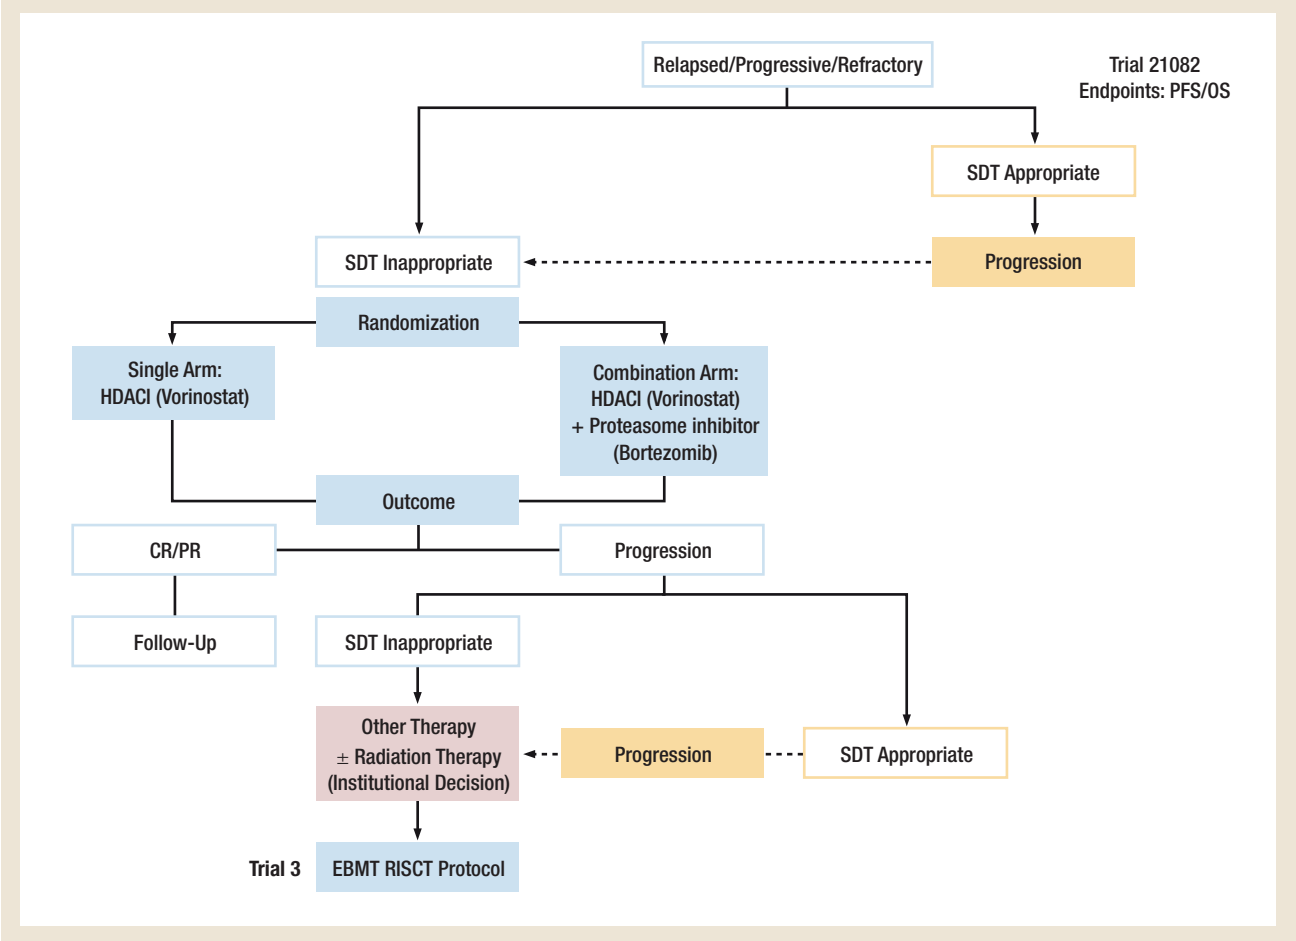 Relapsed/Progressive/Refractory
Trial 21082
Endpoints: PFS/OS
SDT Appropriate
SDT Inappropriate
Progression
Randomization
Single Arm:
HDACI (Vorinostat)
Combination Arm:
HDACI (Vorinostat)
+ Proteasome inhibitor
(Bortezomib)
Outcome
CR/PR
Progression
Follow-Up
SDT Inappropriate
Other Therapy
± Radiation Therapy
(Institutional Decision)
Progression
SDT Appropriate
Trial 3
EBMT RISCT Protocol